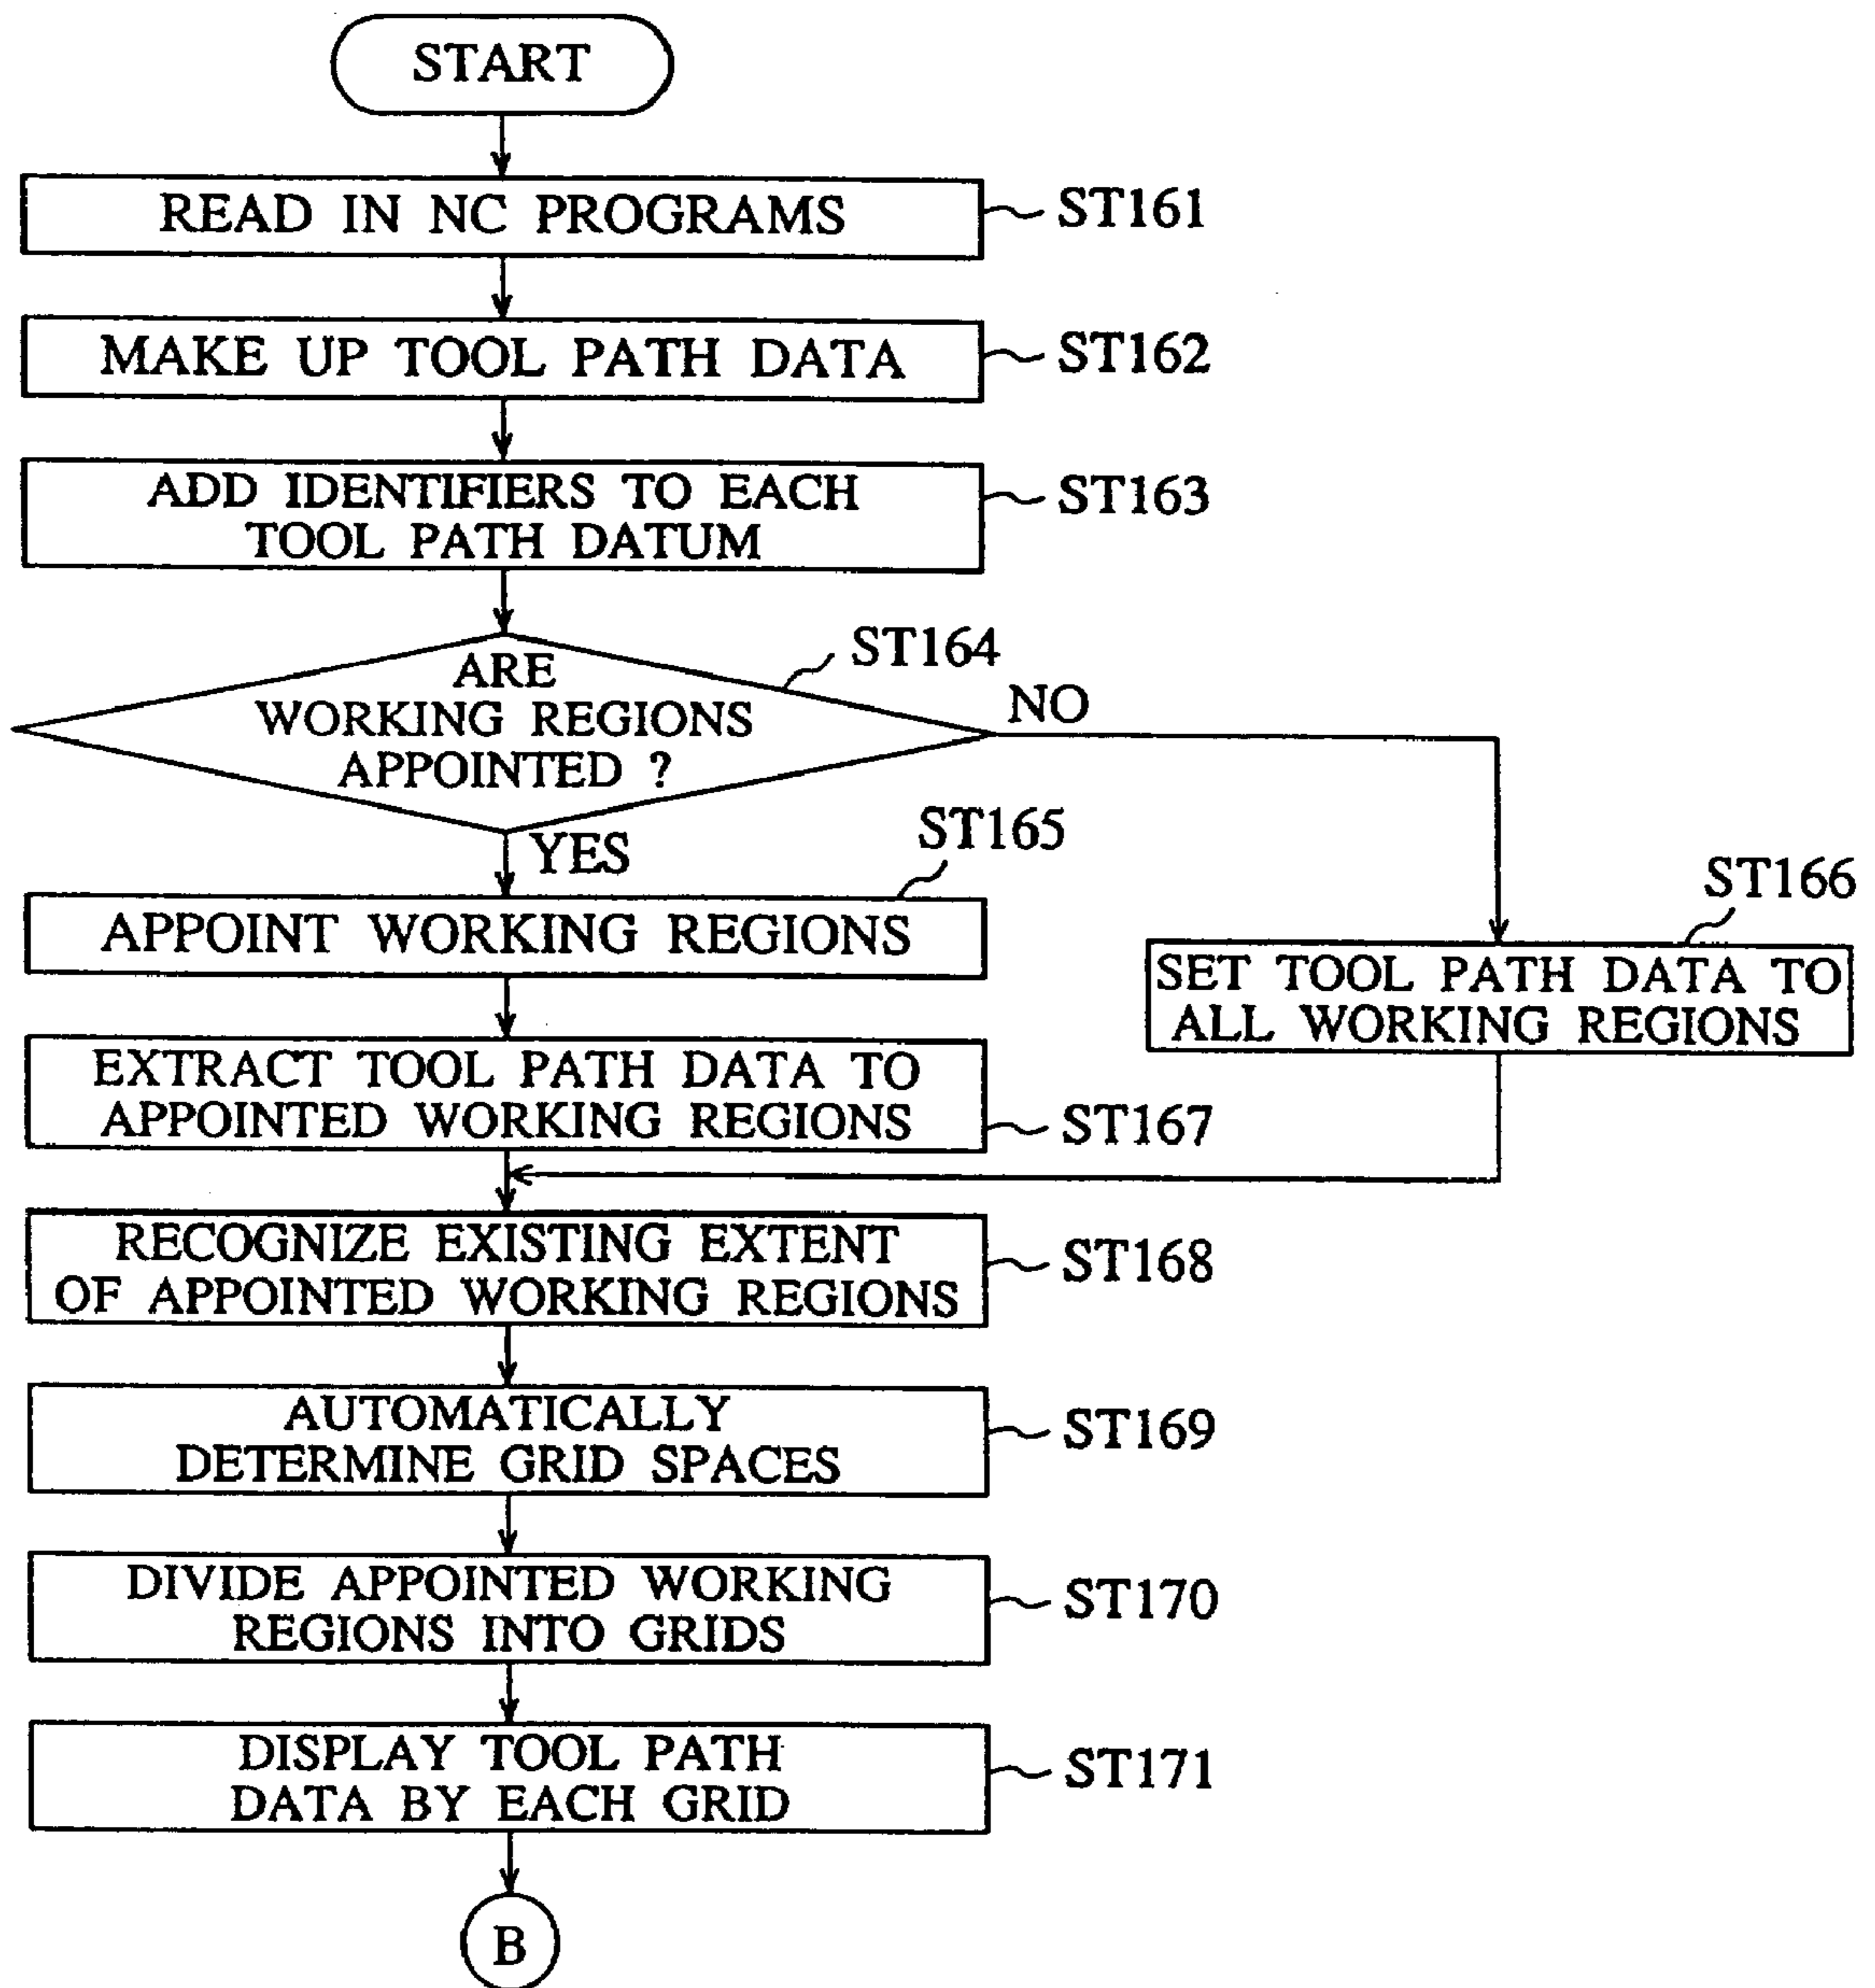 START
READ IN NC PROGRAMS
ST161
MAKE UP TOOL PATH DATA
ST162
ADD IDENTIFIERS TO EACH
TOOL PATH DATUM
ST163
ST164
ARE
WORKING REGIONS
APPOINTED ?
NO
YES
ST165
APPOINT WORKING REGIONS
ST166
SET TOOL PATH DATA TO
ALL WORKING REGIONS
EXTRACT TOOL PATH DATA TO
APPOINTED WORKING REGIONS
ST167
RECOGNIZE EXISTING EXTENT
OF APPOINTED WORKING REGIONS
ST168
AUTOMATICALLY
DETERMINE GRID SPACES
ST169
DIVIDE APPOINTED WORKING
REGIONS INTO GRIDS
ST170
DISPLAY TOOL PATH
DATA BY EACH GRID
ST171
B